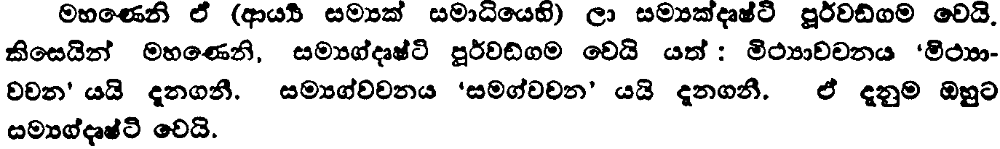 මහණෙනි ඒ (ආර්‍ය්‍ය සම්‍යක් සමාධියෙහි) ලා සම්‍යක්දෘෂ්ටි පූර්වඞ්ගම වෙයි.
කිසෙයින් මහණෙනි, සම්‍යග්දෘෂ්ටි පූර්වඞ්ගම වෙයි යත් : මිථ්‍යාවචනය ‘මිථ්‍යා-
වචන’ යයි දැනගනී. සම්‍යග්වචනය ‘සමග්වචන’ යයි දැනගනී. ඒ දැනුම ඔහුට
සම්‍යග්දෘෂ්ටි වෙයි.